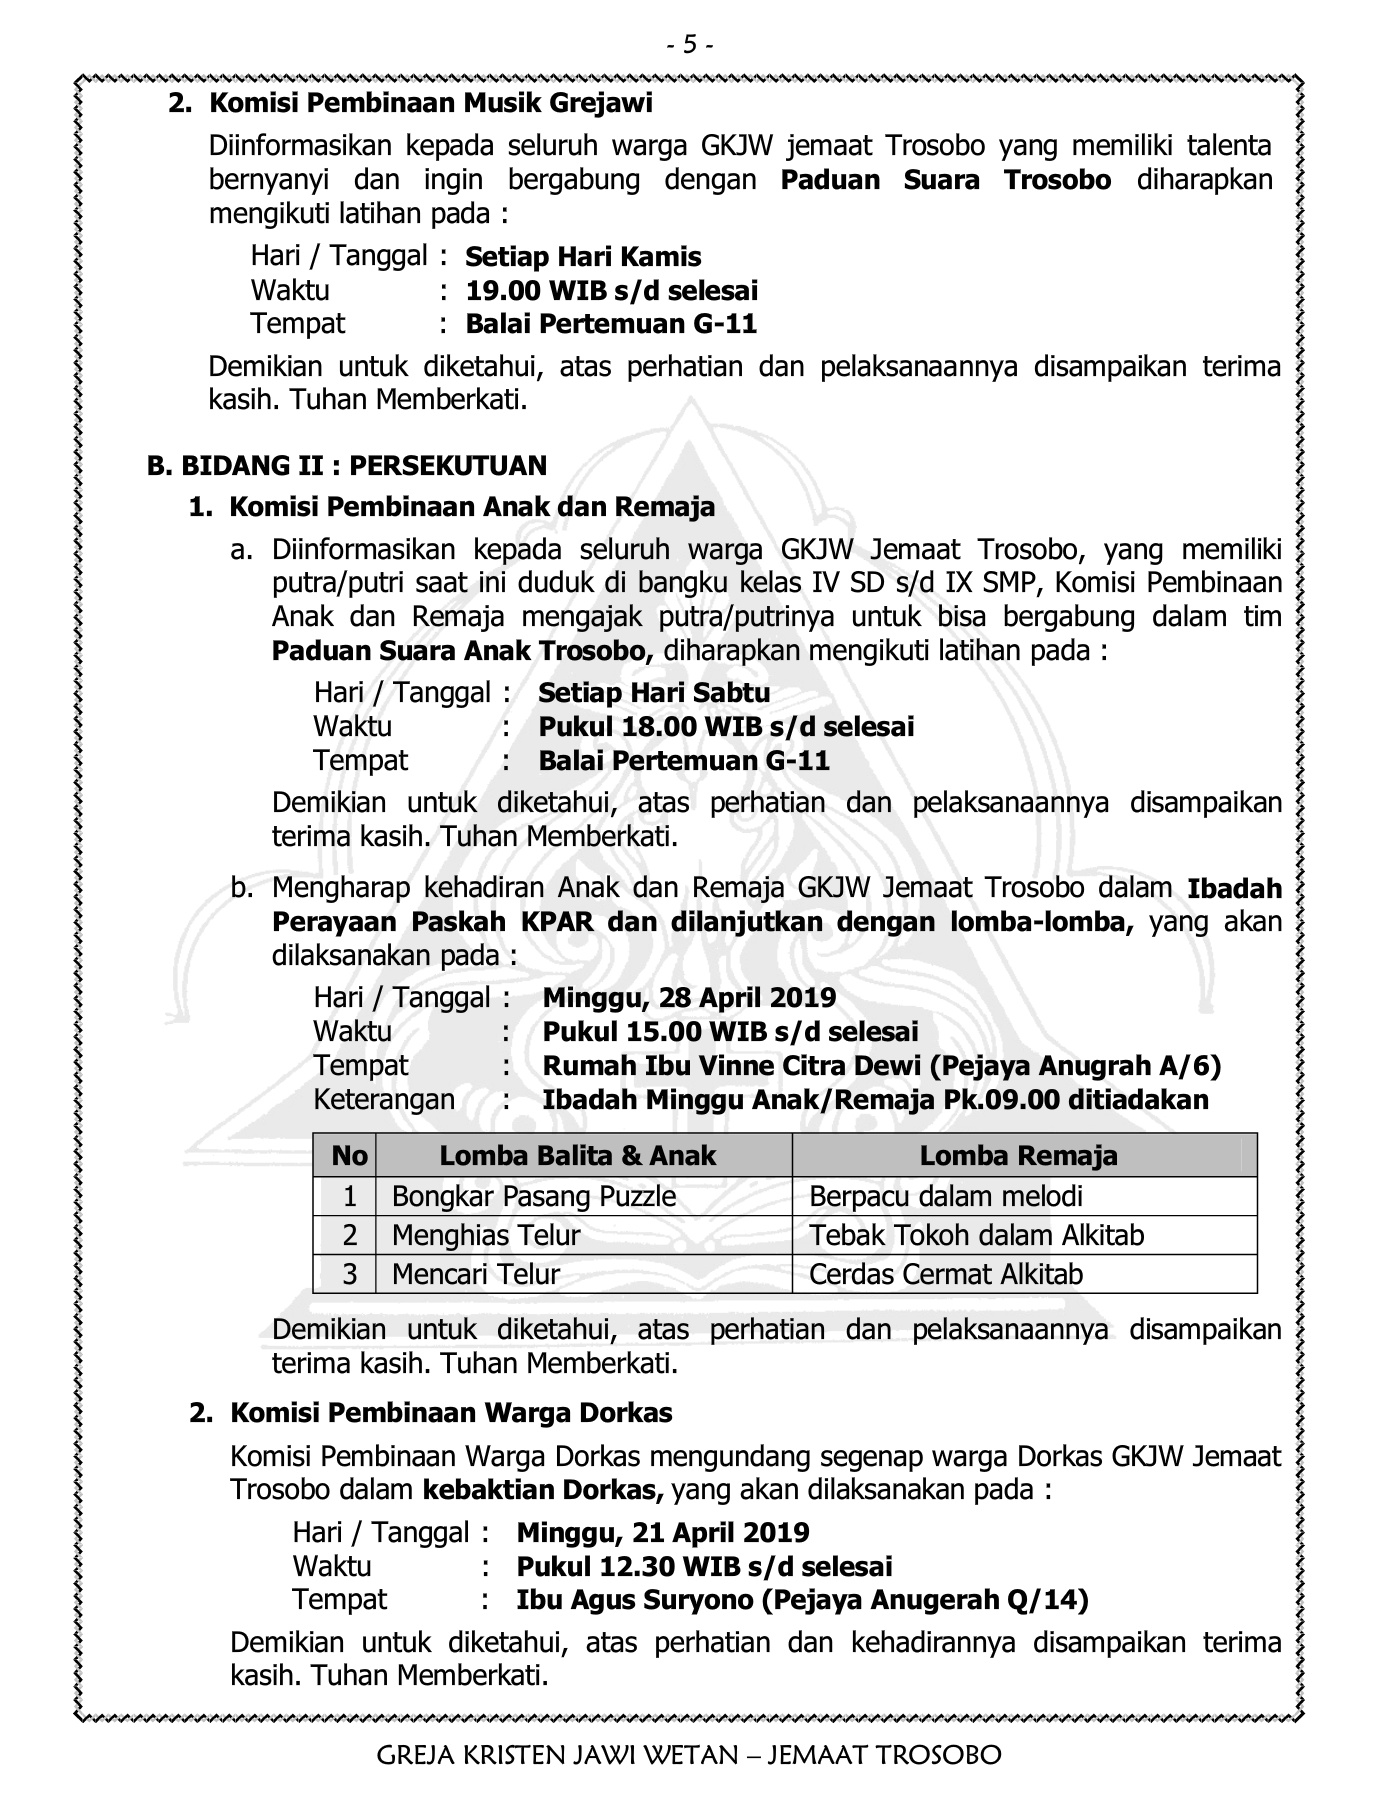 - 5 -
2. Komisi Pembinaan Musik Grejawi
Diinformasikan kepada seluruh warga GKJW jemaat Trosobo yang memiliki talenta
bernyanyi dan ingin bergabung dengan Paduan Suara Trosobo diharapkan
mengikuti latihan pada :
Hari / Tanggal : Setiap Hari Kamis
Waktu : 19.00 WIB s/d selesai
Tempat : Balai Pertemuan G-11
Demikian untuk diketahui, atas perhatian dan pelaksanaannya disampaikan terima
kasih. Tuhan Memberkati.
B. BIDANG II : PERSEKUTUAN
1. Komisi Pembinaan Anak dan Remaja
a. Diinformasikan kepada seluruh warga GKJW Jemaat Trosobo, yang memiliki
putra/putri saat ini duduk di bangku kelas IV SD s/d IX SMP, Komisi Pembinaan
Anak dan Remaja mengajak putra/putrinya untuk bisa bergabung dalam tim
Paduan Suara Anak Trosobo, diharapkan mengikuti latihan pada :
Hari / Tanggal : Setiap Hari Sabtu
Waktu : Pukul 18.00 WIB s/d selesai
Tempat : Balai Pertemuan G-11
Demikian untuk diketahui, atas perhatian dan pelaksanaannya disampaikan
terima kasih. Tuhan Memberkati.
b. Mengharap kehadiran Anak dan Remaja GKJW Jemaat Trosobo dalam Ibadah
Perayaan Paskah KPAR dan dilanjutkan dengan lomba-lomba, yang akan
dilaksanakan pada :
Hari / Tanggal : Minggu, 28 April 2019
Waktu : Pukul 15.00 WIB s/d selesai
Tempat : Rumah Ibu Vinne Citra Dewi (Pejaya Anugrah A/6)
Keterangan : Ibadah Minggu Anak/Remaja Pk.09.00 ditiadakan
No Lomba Balita & Anak Lomba Remaja
1 Bongkar Pasang Puzzle Berpacu dalam melodi
2 Menghias Telur Tebak Tokoh dalam Alkitab
3 Mencari Telur Cerdas Cermat Alkitab
Demikian untuk diketahui, atas perhatian dan pelaksanaannya disampaikan
terima kasih. Tuhan Memberkati.
2. Komisi Pembinaan Warga Dorkas
Komisi Pembinaan Warga Dorkas mengundang segenap warga Dorkas GKJW Jemaat
Trosobo dalam kebaktian Dorkas, yang akan dilaksanakan pada :
Hari / Tanggal : Minggu, 21 April 2019
Waktu : Pukul 12.30 WIB s/d selesai
Tempat : Ibu Agus Suryono (Pejaya Anugerah Q/14)
Demikian untuk diketahui, atas perhatian dan kehadirannya disampaikan terima
kasih. Tuhan Memberkati.
GREJA KRISTEN JAWI WETAN – JEMAAT TROSOBO